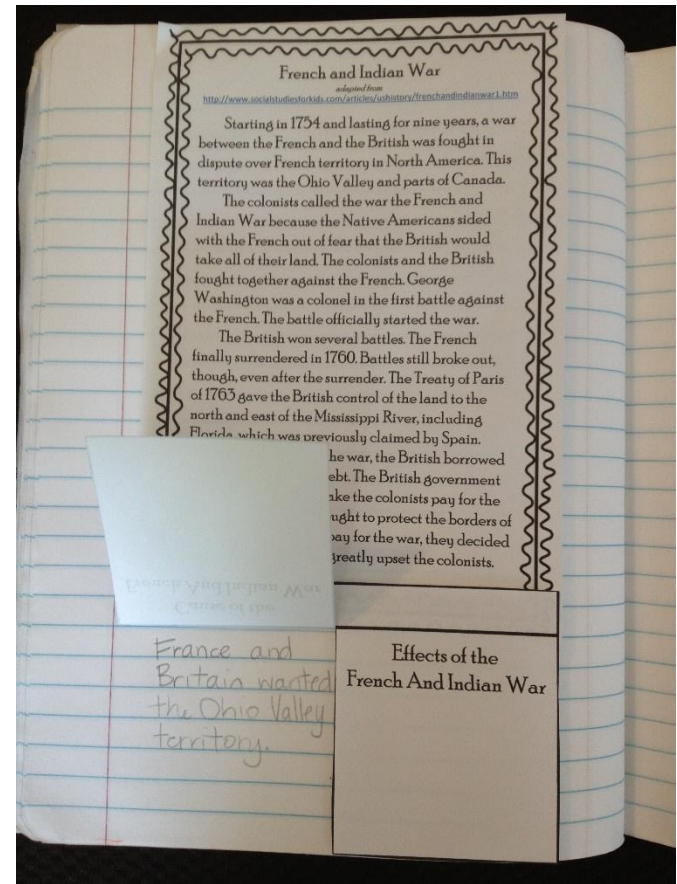 French and Indian War
adapted from
http://www.socialstudiesforkids.com/articles/ushistory/frenchandindianwar1.htm
Starting in 1754 and lasting for nine years, a war
between the French and the British was fought in
dispute over French territory in North America. This
territory was the Ohio Valley and parts of Canada.
The colonists called the war the French and
Indian War because the Native Americans sided
with the French out of fear that the British would
take all of their land. The colonists and the British
fought together against the French. George
Washington was a colonel in the first battle against
the French. The battle officially started the war.
The British won several battles. The French
finally surrendered in 1760. Battles still broke out,
though, even after the surrender. The Treaty of Paris
of 1763 gave the British control of the land to the
north and east of the Mississippi River, including
Florida, which was previously claimed by Spain.
he war, the British borrowed
ebt. The British government
ake the colonists pay for the
ught to protect the borders of
pay for the war, they decided
greatly upset the colonists.
Cause of the
French And Indian War
France and
Britain wanted
the Ohio Valley
territory.
Effects of the
French And Indian War